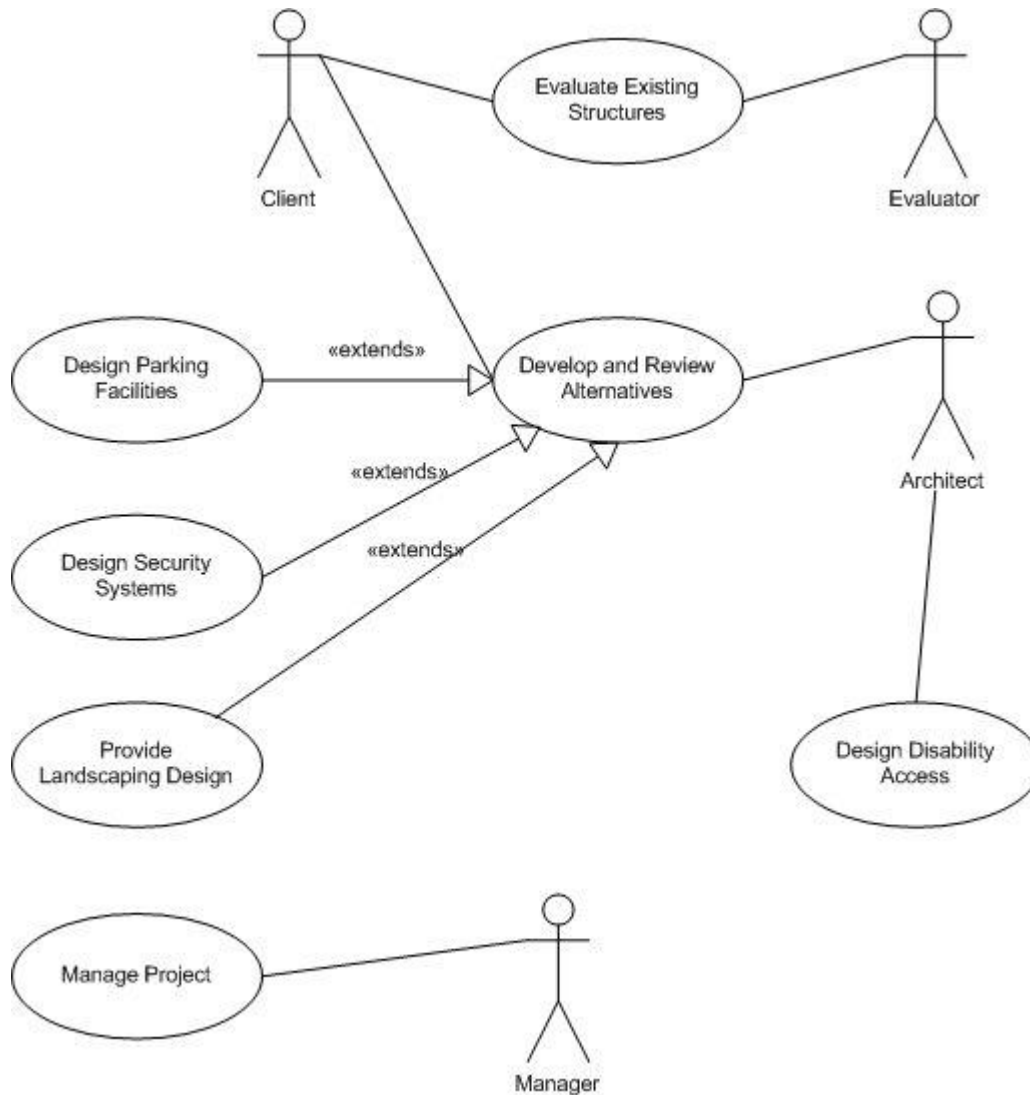 Evaluate Existing
Structures
Client
Evaluator
Design Parking
Facilities
«extends»
Develop and Review
Alternatives
Architect
«extends»
Design Security
Systems
«extends»
Provide
Landscaping Design
Design Disability
Access
Manage Project
Manager